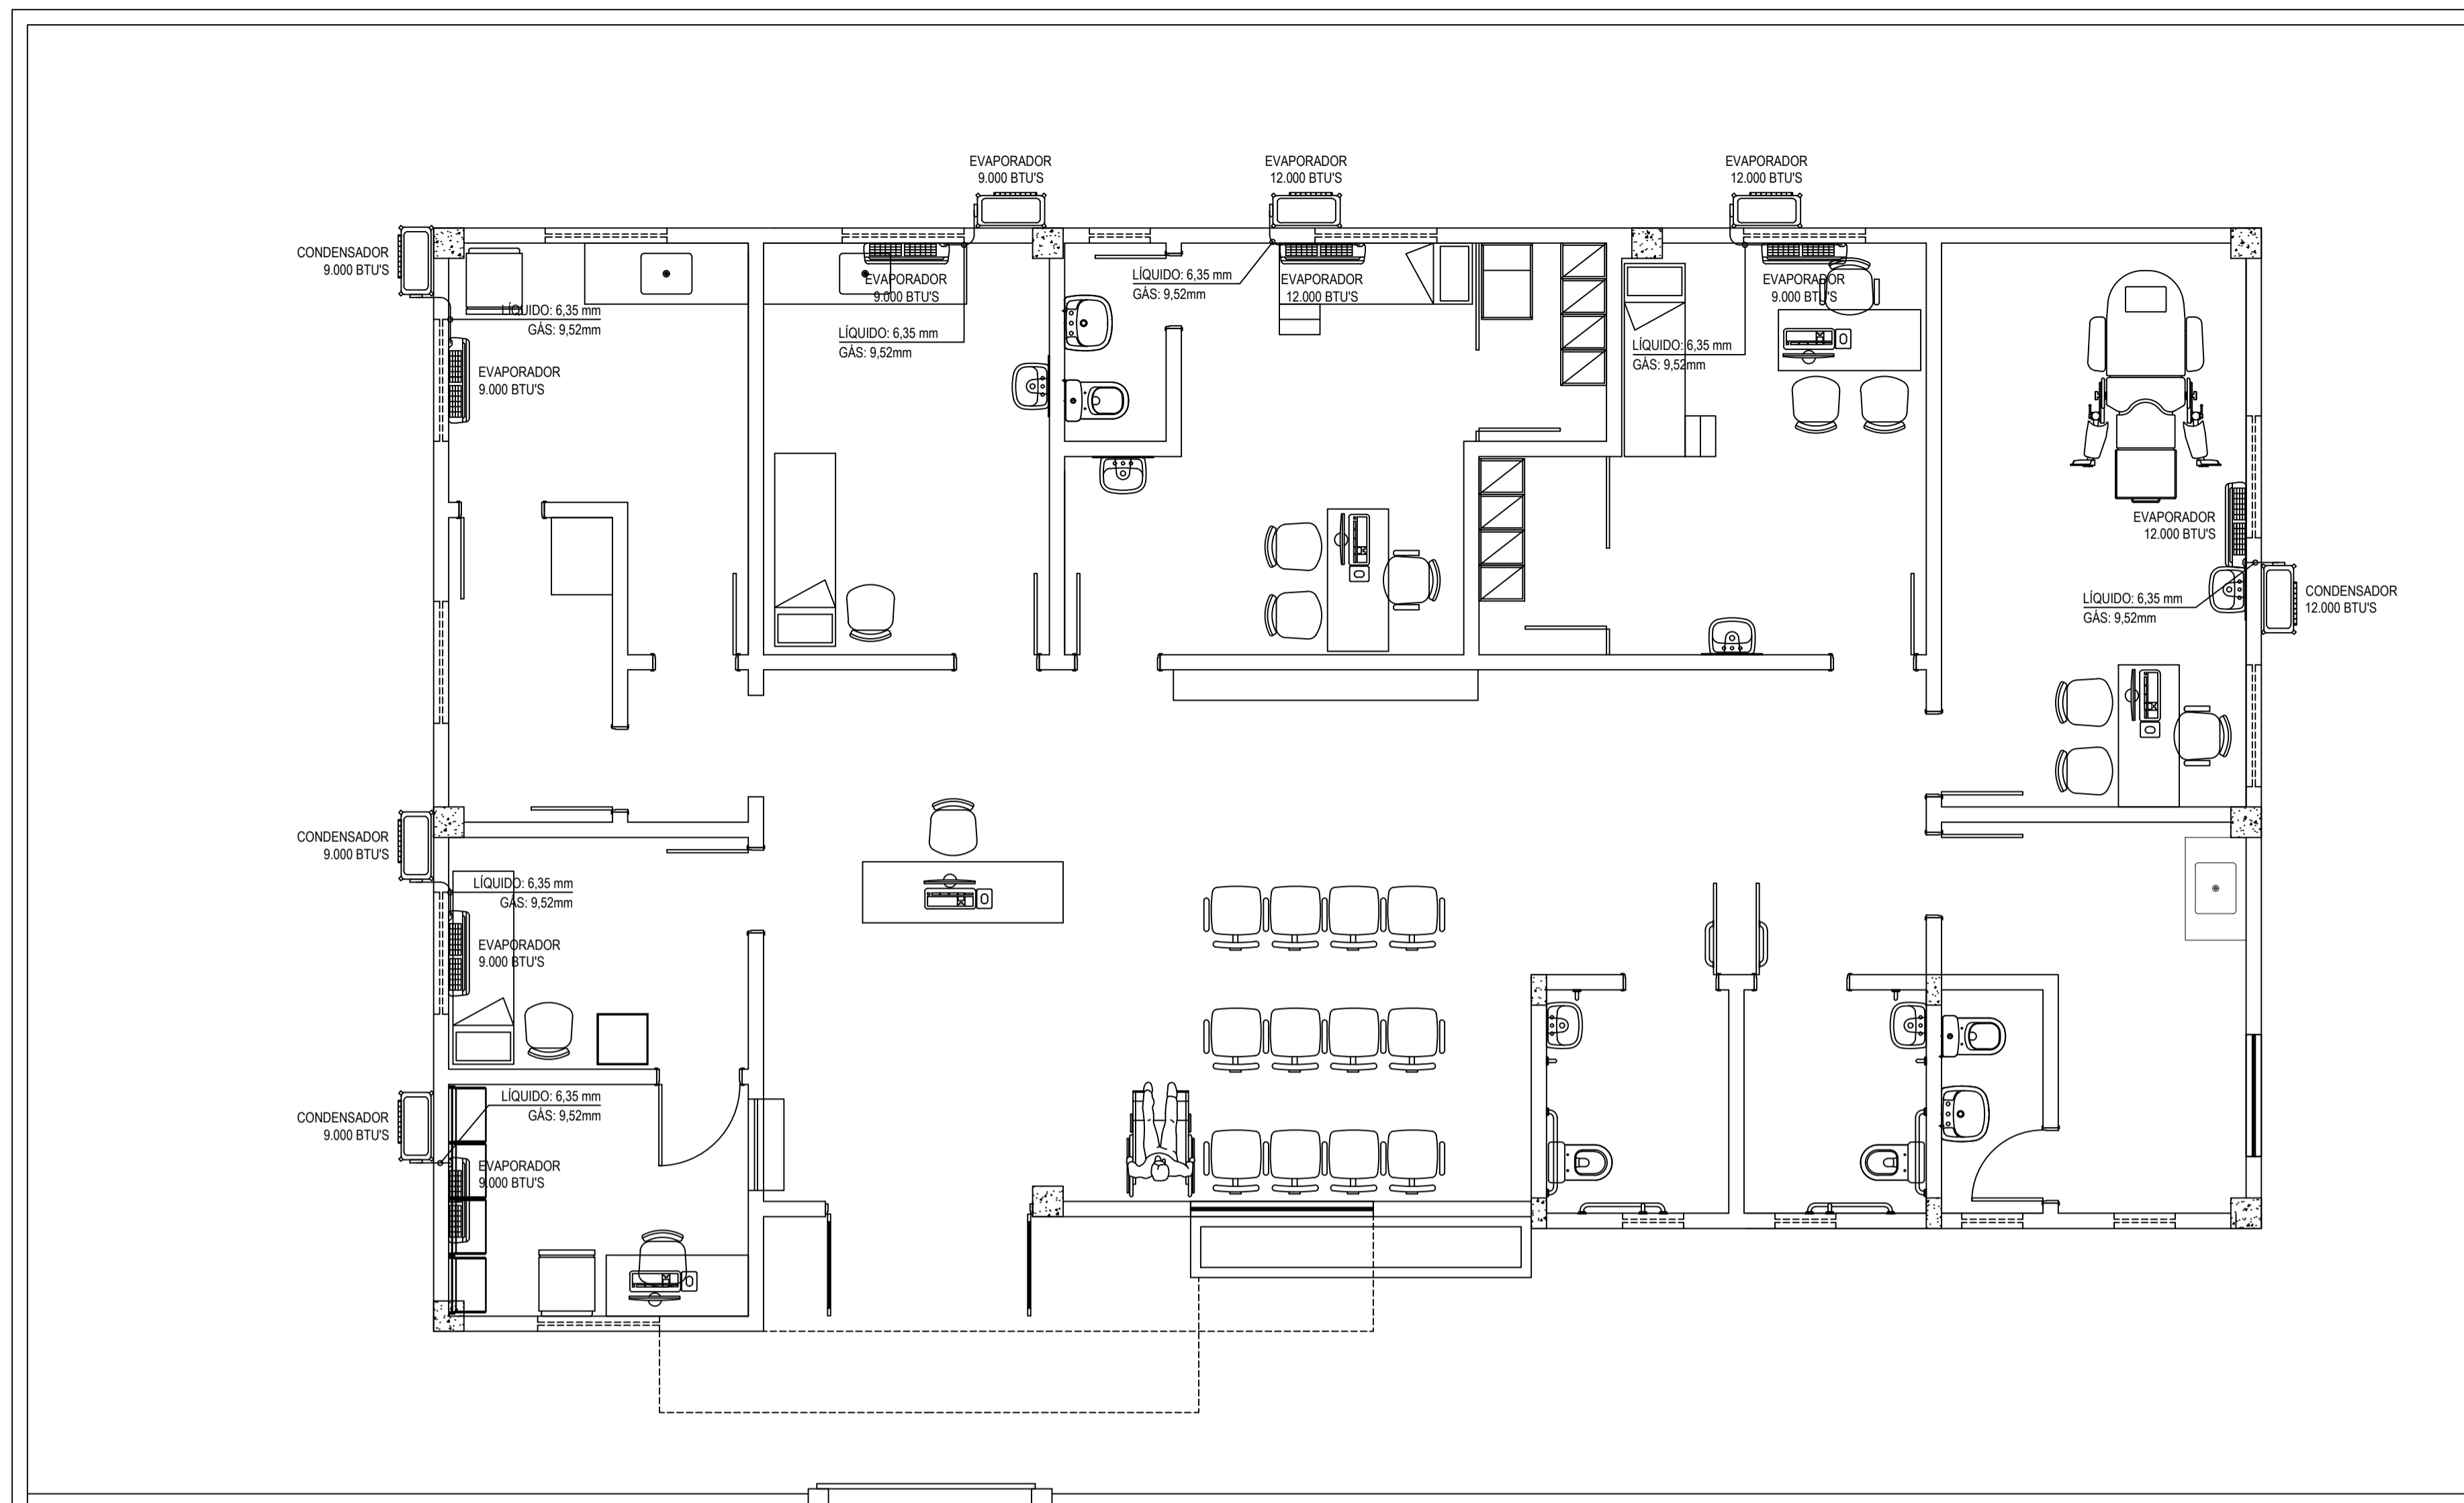 EVAPORADOR
9.000 BTU'S
EVAPORADOR
12.000 BTU'S
EVAPORADOR
12.000 BTU'S
CONDENSADOR
9.000 BTU'S
LÍQUIDO: 6,35 mm
GÁS: 9,52mm
EVAPORADOR
9.000 BTU'S
EVAPORADOR
9.000 BTU'S
LÍQUIDO: 6,35 mm
GÁS: 9,52mm
LÍQUIDO: 6,35 mm
GÁS: 9,52mm
EVAPORADOR
12.000 BTU'S
EVAPORADOR
9.000 BTU'S
LÍQUIDO: 6,35 mm
GÁS: 9,52mm
EVAPORADOR
12.000 BTU'S
LÍQUIDO: 6,35 mm
GÁS: 9,52mm
CONDENSADOR
12.000 BTU'S
CONDENSADOR
9.000 BTU'S
LÍQUIDO: 6,35 mm
GÁS: 9,52mm
EVAPORADOR
9.000 BTU'S
CONDENSADOR
9.000 BTU'S
LÍQUIDO: 6,35 mm
GÁS: 9,52mm
EVAPORADOR
9.000 BTU'S